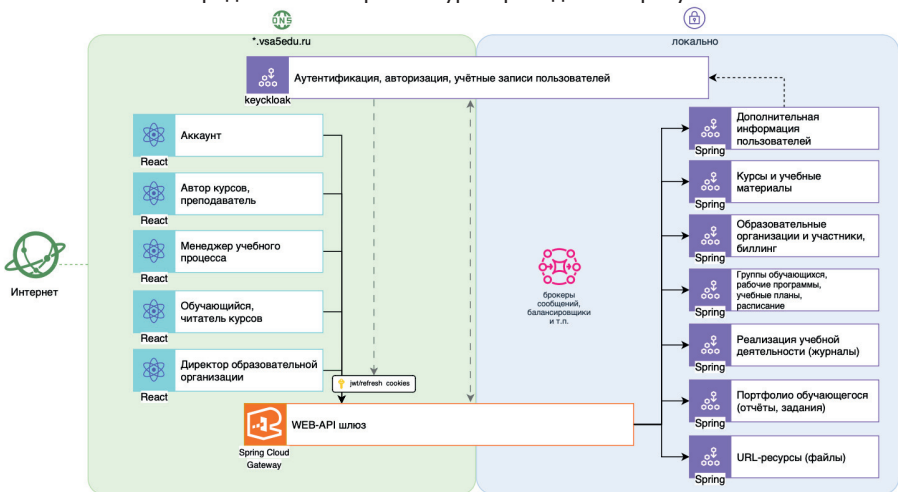 DNS
*.vsa5edu.ru
локально
Аутентификация, авторизация, учётные записи пользователей
keyckloak
Аккаунт
React
Автор курсов,
преподаватель
React
Менеджер учебного
процесса
React
Обучающийся,
читатель курсов
React
Директор образовательной
организации
React
Интернет
jwt/refresh cookies
WEB-API шлюз
Spring Cloud
Gateway
брокеры
сообщений,
балансировщики
и т.п.
Дополнительная
информация
пользователей
Spring
Курсы и учебные
материалы
Spring
Образовательные
организации и участники,
биллинг
Spring
Группы обучающихся,
рабочие программы,
учебные планы,
расписание
Spring
Реализация учебной
деятельности (журналы)
Spring
Портфолио обучающегося
(отчёты, задания)
Spring
URL-ресурсы (файлы)
Spring